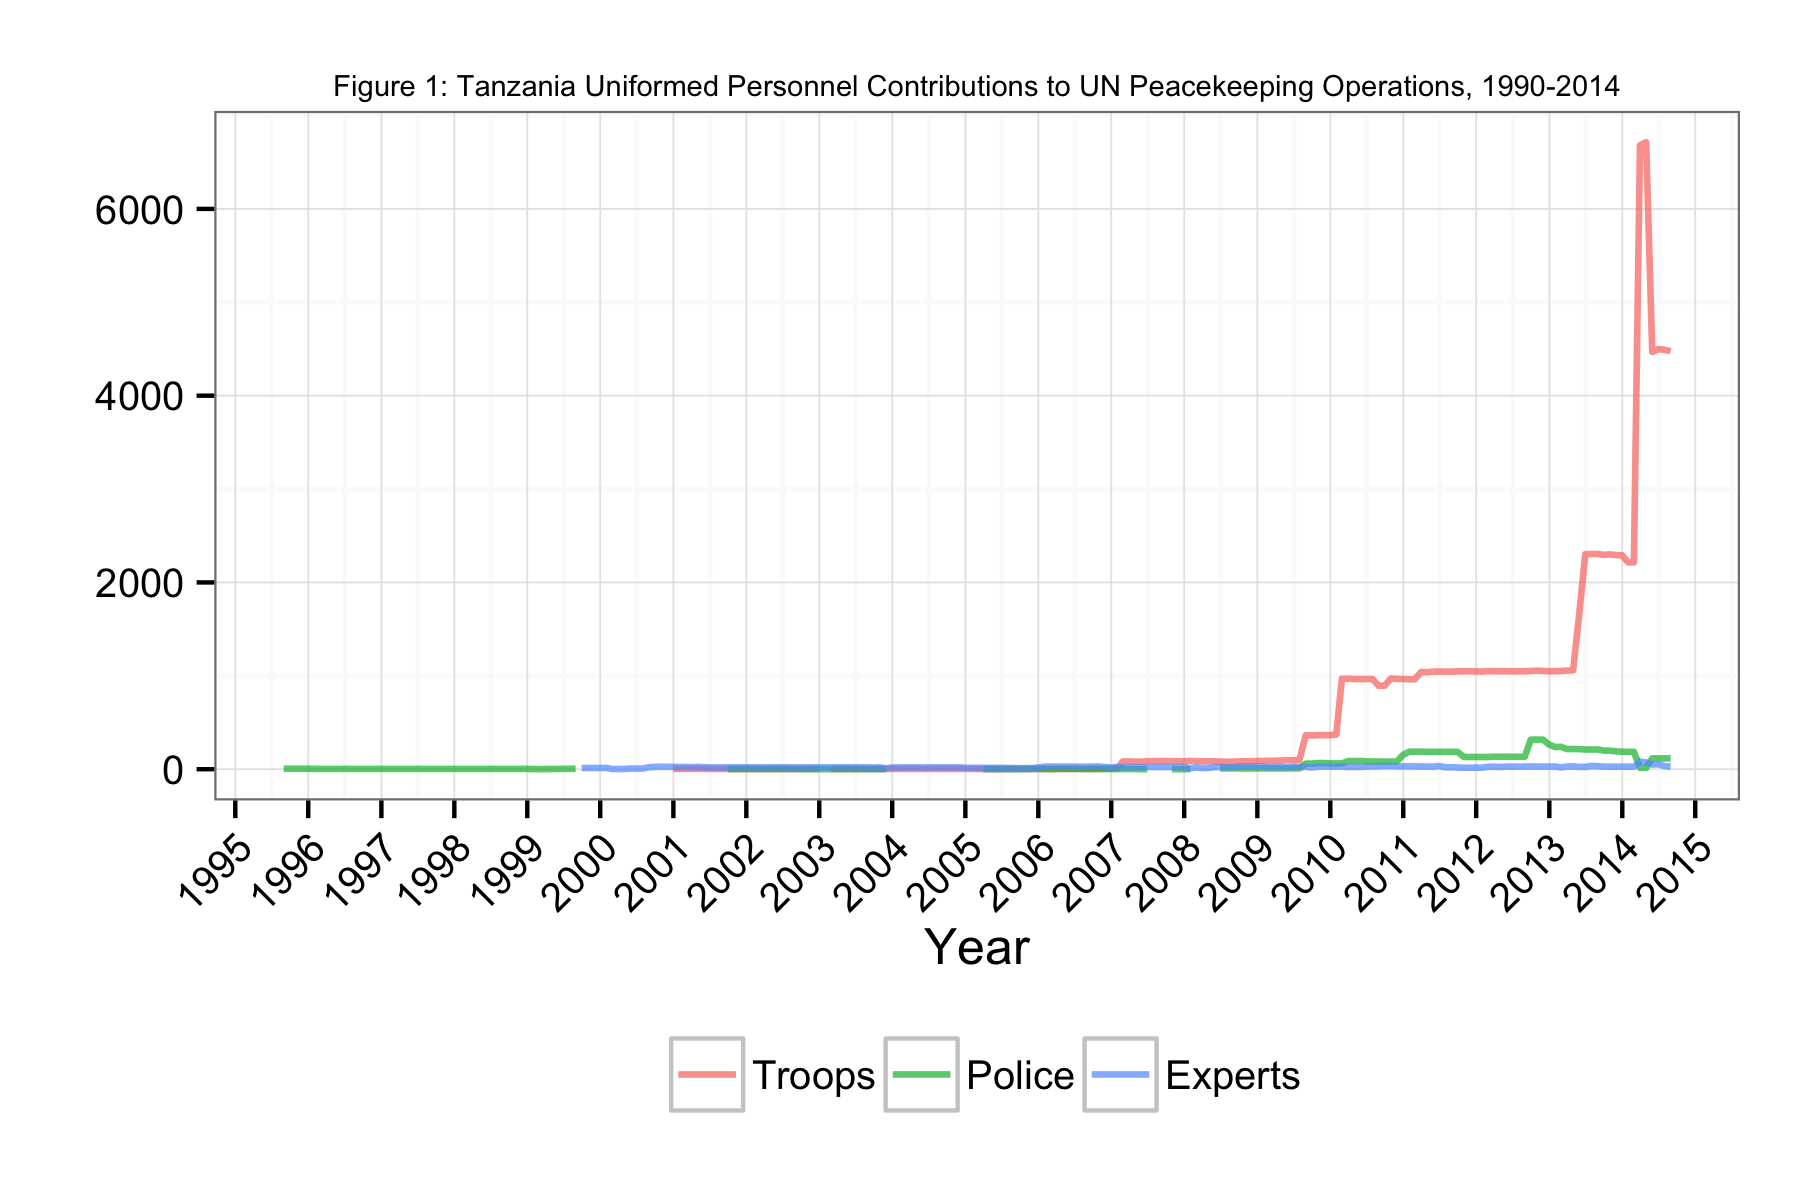 Figure 1: Tanzania Uniformed Personnel Contributions to UN Peacekeeping Operations, 1990-2014
6000
4000
2000
0
1995 1996 1997 1998 1999 2000 2001 2002 2003 2004 2005 2006 2007 2008 2009 2010 2011 2012 2013 2014 2015
Year
Troops Police Experts